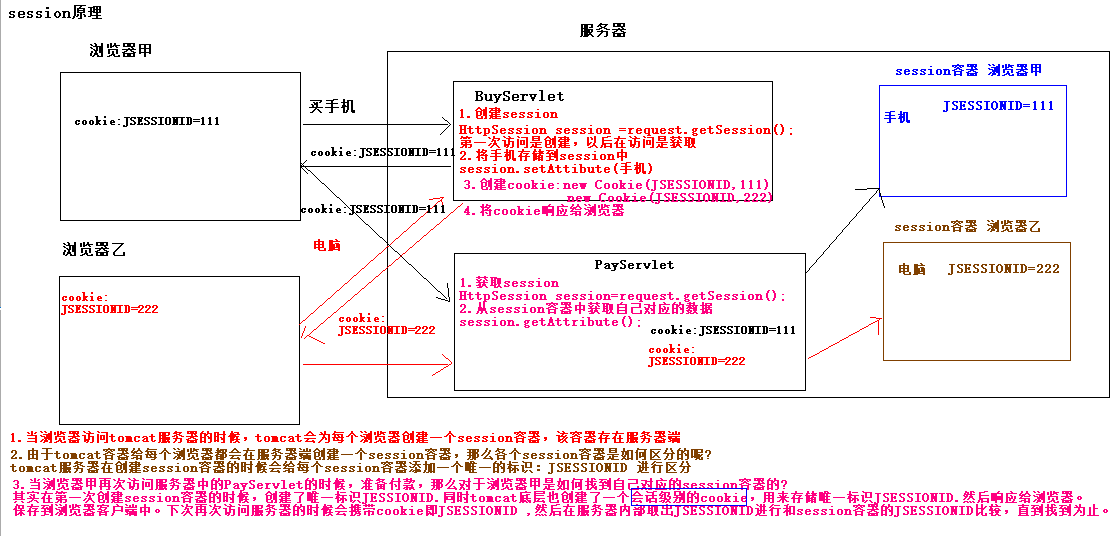 session原理
服务器
浏览器甲
cookie:JSESSIONID=111
买手机
cookie:JSESSIONID=111
cookie:JSESSIONID=111
BuyServlet
1.创建session
HttpSession session =request.getSession();
第一次访问是创建，以后在访问是获取
2.将手机存储到session中
session.setAttibute(手机)
3.创建cookie:new Cookie(JSESSIONID,111)
new Cookie(JSESSIONID,222)
4.将cookie响应给浏览器
session容器 浏览器甲
JSESSIONID=111
手机
浏览器乙
cookie:
JSESSIONID=222
电脑
cookie:
JSESSIONID=222
PayServlet
1.获取session
HttpSession session=request.getSession();
2.从session容器中获取自己对应的数据
session.getAttribute();
cookie:JSESSIONID=111
cookie:
JSESSIONID=222
session容器 浏览器乙
电脑 JSESSIONID=222
1.当浏览器访问tomcat服务器的时候，tomcat会为每个浏览器创建一个session容器，该容器存在服务器端
2.由于tomcat容器给每个浏览器都会在服务器端创建一个session容器，那么各个session容器是如何区分的呢?
tomcat服务器在创建session容器的时候会给每个session容器添加一个唯一的标识：JSESSIONID 进行区分
3.当浏览器甲再次访问服务器中的PayServlet的时候，准备付款，那么对于浏览器甲是如何找到自己对应的session容器的?
其实在第一次创建session容器的时候，创建了唯一标识JESSIONID.同时tomcat底层也创建了一个会话级别的cookie，用来存储唯一标识JSESSIONID.然后响应给浏览器。
保存到浏览器客户端中。下次再次访问服务器的时候会携带cookie即JSESSIONID ,然后在服务器内部取出JSESSIONID进行和session容器的JSESSIONID比较，直到找到为止。